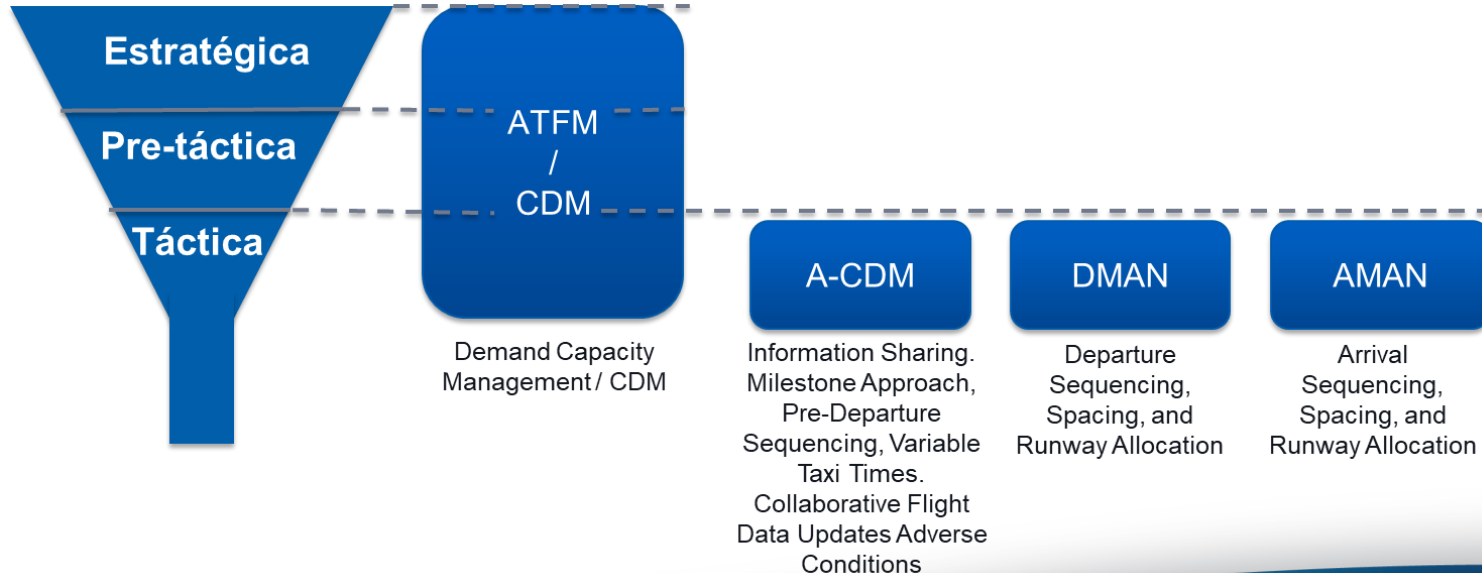 Estratégica
Pre-táctica
Táctica
ATFM
/
CDM
Demand Capacity
Management / CDM
A-CDM
Information Sharing.
Milestone Approach,
Pre-Departure
Sequencing, Variable
Taxi Times.
Collaborative Flight
Data Updates Adverse
Conditions
DMAN
Departure
Sequencing,
Spacing, and
Runway Allocation
AMAN
Arrival
Sequencing,
Spacing, and
Runway Allocation